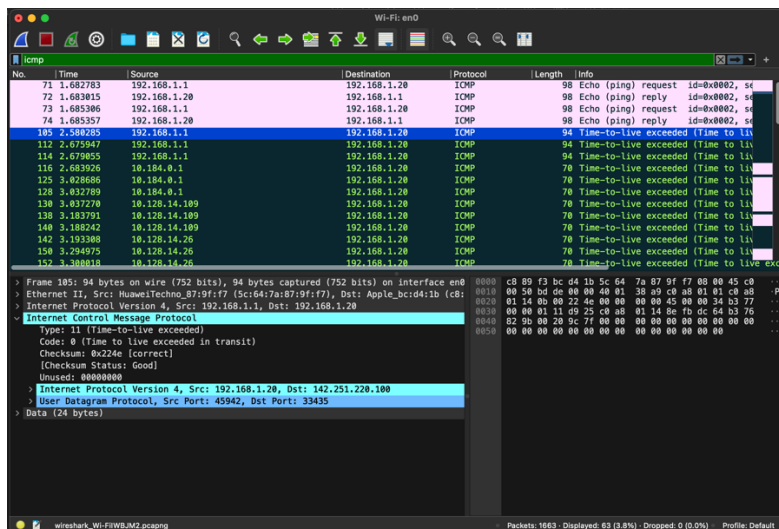 Wi-Fi: en0
icmp
No. Time Source Destination Protocol Length Info
71 1.682783 192.168.1.1 192.168.1.20 ICMP 98 Echo (ping) request id=0x0002, se
72 1.683015 192.168.1.20 192.168.1.1 ICMP 98 Echo (ping) reply id=0x0002, se
73 1.685306 192.168.1.1 192.168.1.20 ICMP 98 Echo (ping) request id=0x0002, se
74 1.685357 192.168.1.20 192.168.1.1 ICMP 98 Echo (ping) reply id=0x0002, se
105 2.580285 192.168.1.1 192.168.1.20 ICMP 94 Time-to-live exceeded (Time to liv
112 2.675947 192.168.1.1 192.168.1.20 ICMP 94 Time-to-live exceeded (Time to liv
114 2.679055 192.168.1.1 192.168.1.20 ICMP 94 Time-to-live exceeded (Time to liv
116 2.683926 10.184.0.1 192.168.1.20 ICMP 70 Time-to-live exceeded (Time to liv
125 3.028686 10.184.0.1 192.168.1.20 ICMP 70 Time-to-live exceeded (Time to liv
128 3.032789 10.184.0.1 192.168.1.20 ICMP 70 Time-to-live exceeded (Time to liv
130 3.037270 10.128.14.109 192.168.1.20 ICMP 70 Time-to-live exceeded (Time to liv
138 3.183791 10.128.14.109 192.168.1.20 ICMP 70 Time-to-live exceeded (Time to liv
140 3.188242 10.128.14.109 192.168.1.20 ICMP 70 Time-to-live exceeded (Time to liv
142 3.193308 10.128.14.26 192.168.1.20 ICMP 70 Time-to-live exceeded (Time to liv
150 3.294975 10.128.14.26 192.168.1.20 ICMP 70 Time-to-live exceeded (Time to liv
152 3.300018 10.128.14.26 192.168.1.20 ICMP 70 Time-to-live exceeded (Time to live exc
Frame 105: 94 bytes on wire (752 bits), 94 bytes captured (752 bits) on interface en0
Ethernet II, Src: HuaweiTechno_87:9f:f7 (5c:64:7a:87:9f:f7), Dst: Apple_bc:d4:1b (c8:
Internet Protocol Version 4, Src: 192.168.1.1, Dst: 192.168.1.20
Internet Control Message Protocol
Type: 11 (Time-to-live exceeded)
Code: 0 (Time to live exceeded in transit)
Checksum: 0x224e [correct]
[Checksum Status: Good]
Unused: 00000000
Internet Protocol Version 4, Src: 192.168.1.20, Dst: 142.251.220.100
User Datagram Protocol, Src Port: 45942, Dst Port: 33435
Data (24 bytes)
0000 c8 89 f3 bc d4 1b 5c 64 7a 87 9f f7 08 00 45 c0
0010 00 50 bd de 00 00 40 01 38 a9 c0 a8 01 01 c0 a8
0020 01 14 0b 00 22 4e 00 00 00 00 45 00 00 34 b3 77
0030 00 00 01 11 d9 25 c0 a8 01 14 8e fb dc 64 b3 76
0040 82 9b 00 20 9c 7f 00 00 00 00 00 00 00 00 00 00
0050 00 00 00 00 00 00 00 00 00 00 00 00 00 00
wireshark_Wi-FiIWBJM2.pcapng
Packets: 1663 · Displayed: 63 (3.8%) · Dropped: 0 (0.0%)
Profile: Default